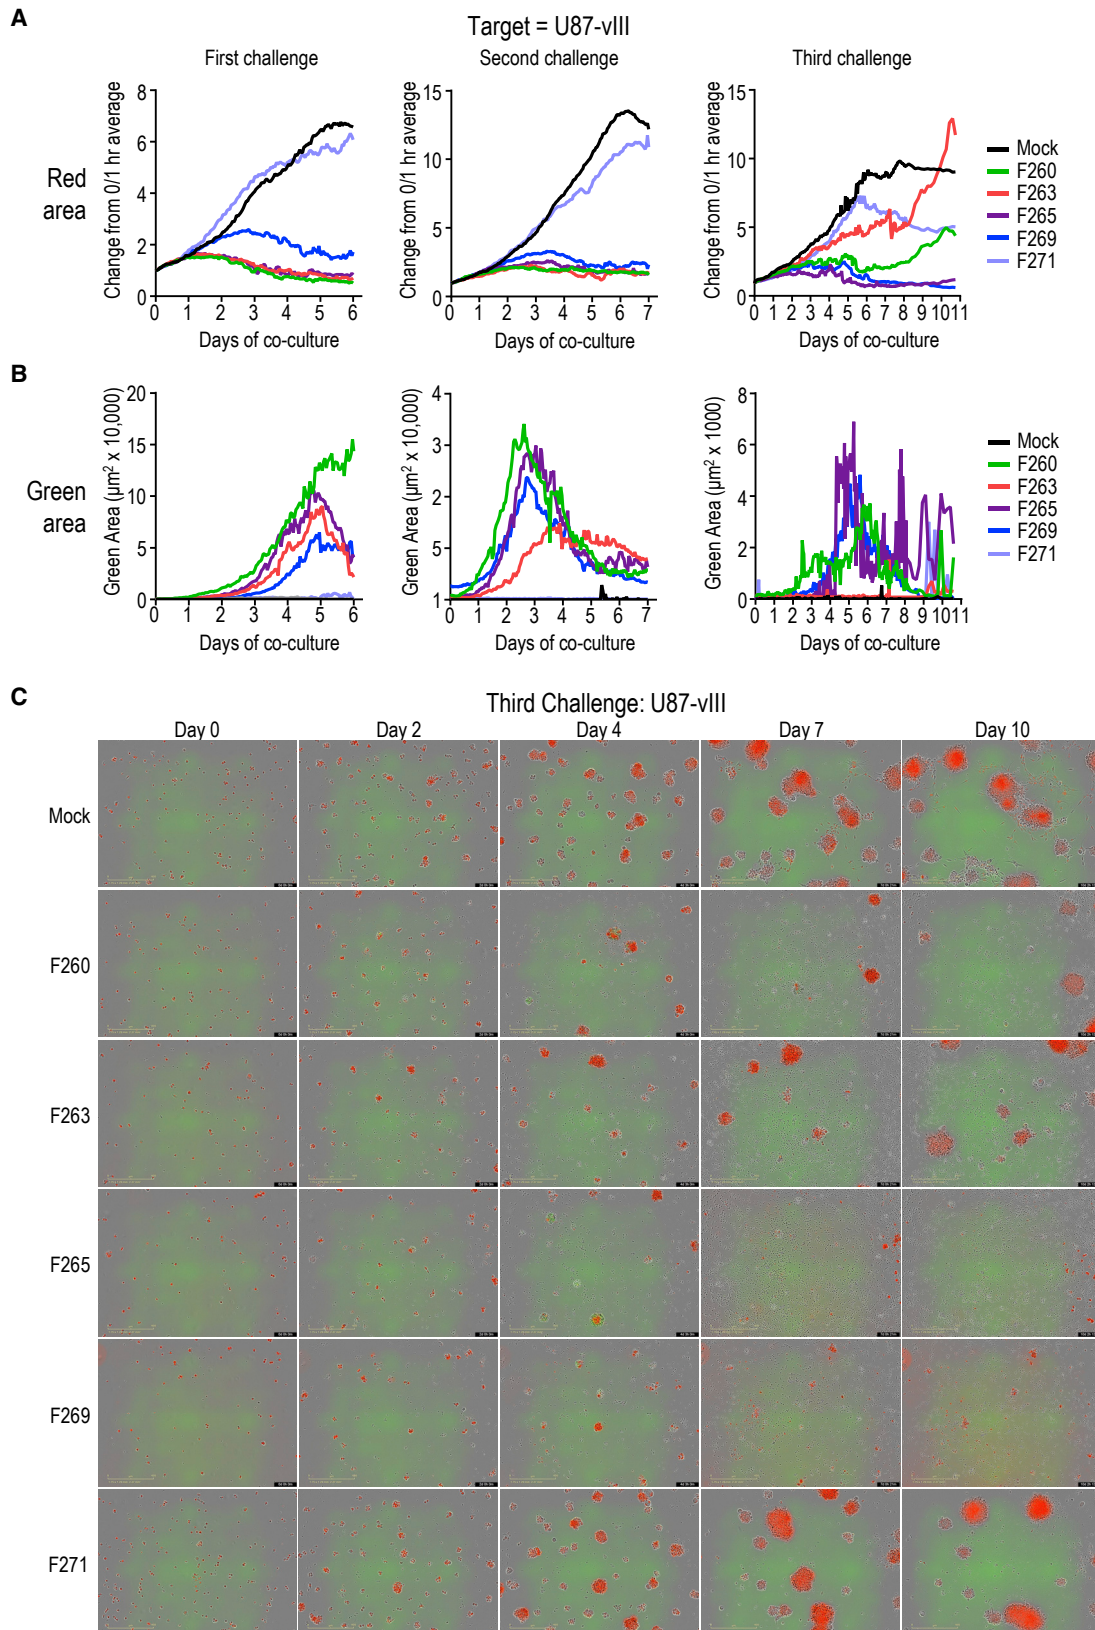 A
Target = U87-vIII
First challenge
Second challenge
Third challenge
Red area
Change from 0/1 hr average
8
6
4
2
0
0 1 2 3 4 5 6
Days of co-culture
Change from 0/1 hr average
15
10
5
0
0 1 2 3 4 5 6 7
Days of co-culture
Change from 0/1 hr average
15
10
5
0
0 1 2 3 4 5 6 7 8 9 10 11
Days of co-culture
Mock
F260
F263
F265
F269
F271
B
Green area
Green Area (µm² x 10,000)
20
15
10
5
0
0 1 2 3 4 5 6
Days of co-culture
Green Area (µm² x 10,000)
4
3
2
5
1
0 1 2 3 4 5 6 7
Days of co-culture
Green Area (µm² x 1000)
8
6
4
2
0
0 1 2 3 4 5 6 7 8 9 10 11
Days of co-culture
Mock
F260
F263
F265
F269
F271
C
Third Challenge: U87-vIII
Day 0
Day 2
Day 4
Day 7
Day 10
Mock
F260
F263
F265
F269
F271